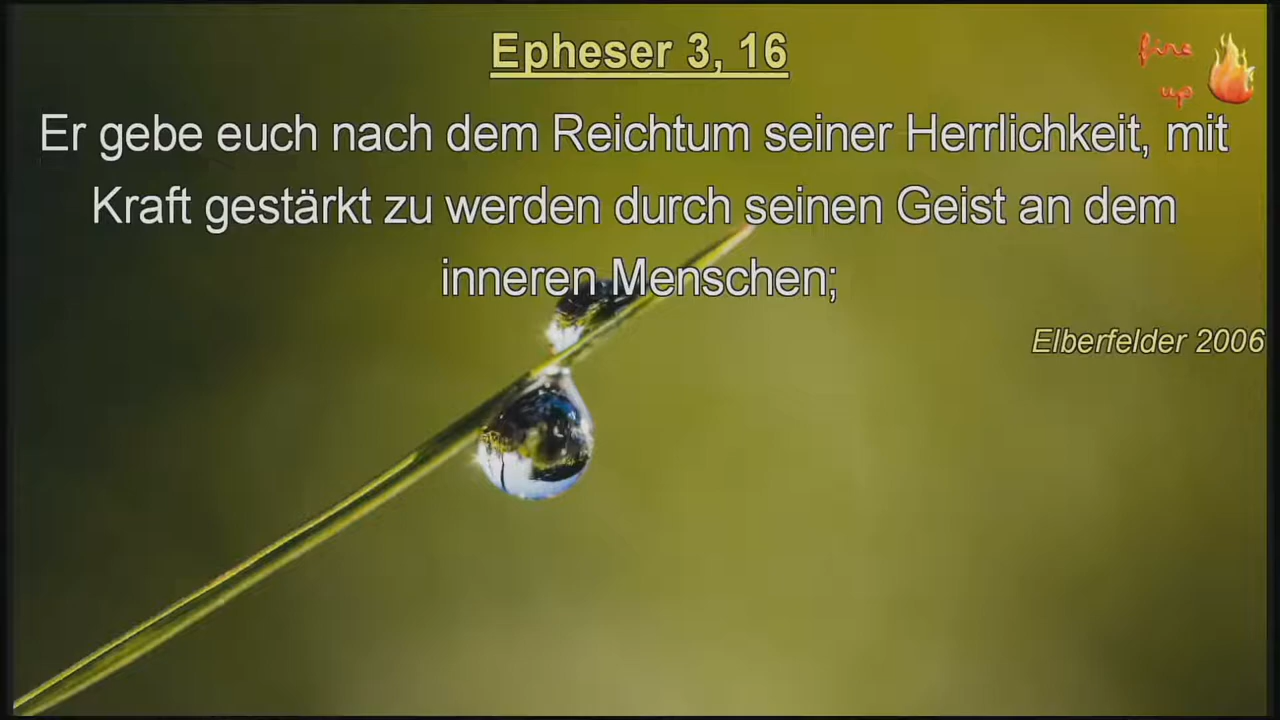 Epheser 3, 16
fire
up
Er gebe euch nach dem Reichtum seiner Herrlichkeit, mit
Kraft gestärkt zu werden durch seinen Geist an dem
inneren Menschen;
Elberfelder 2006